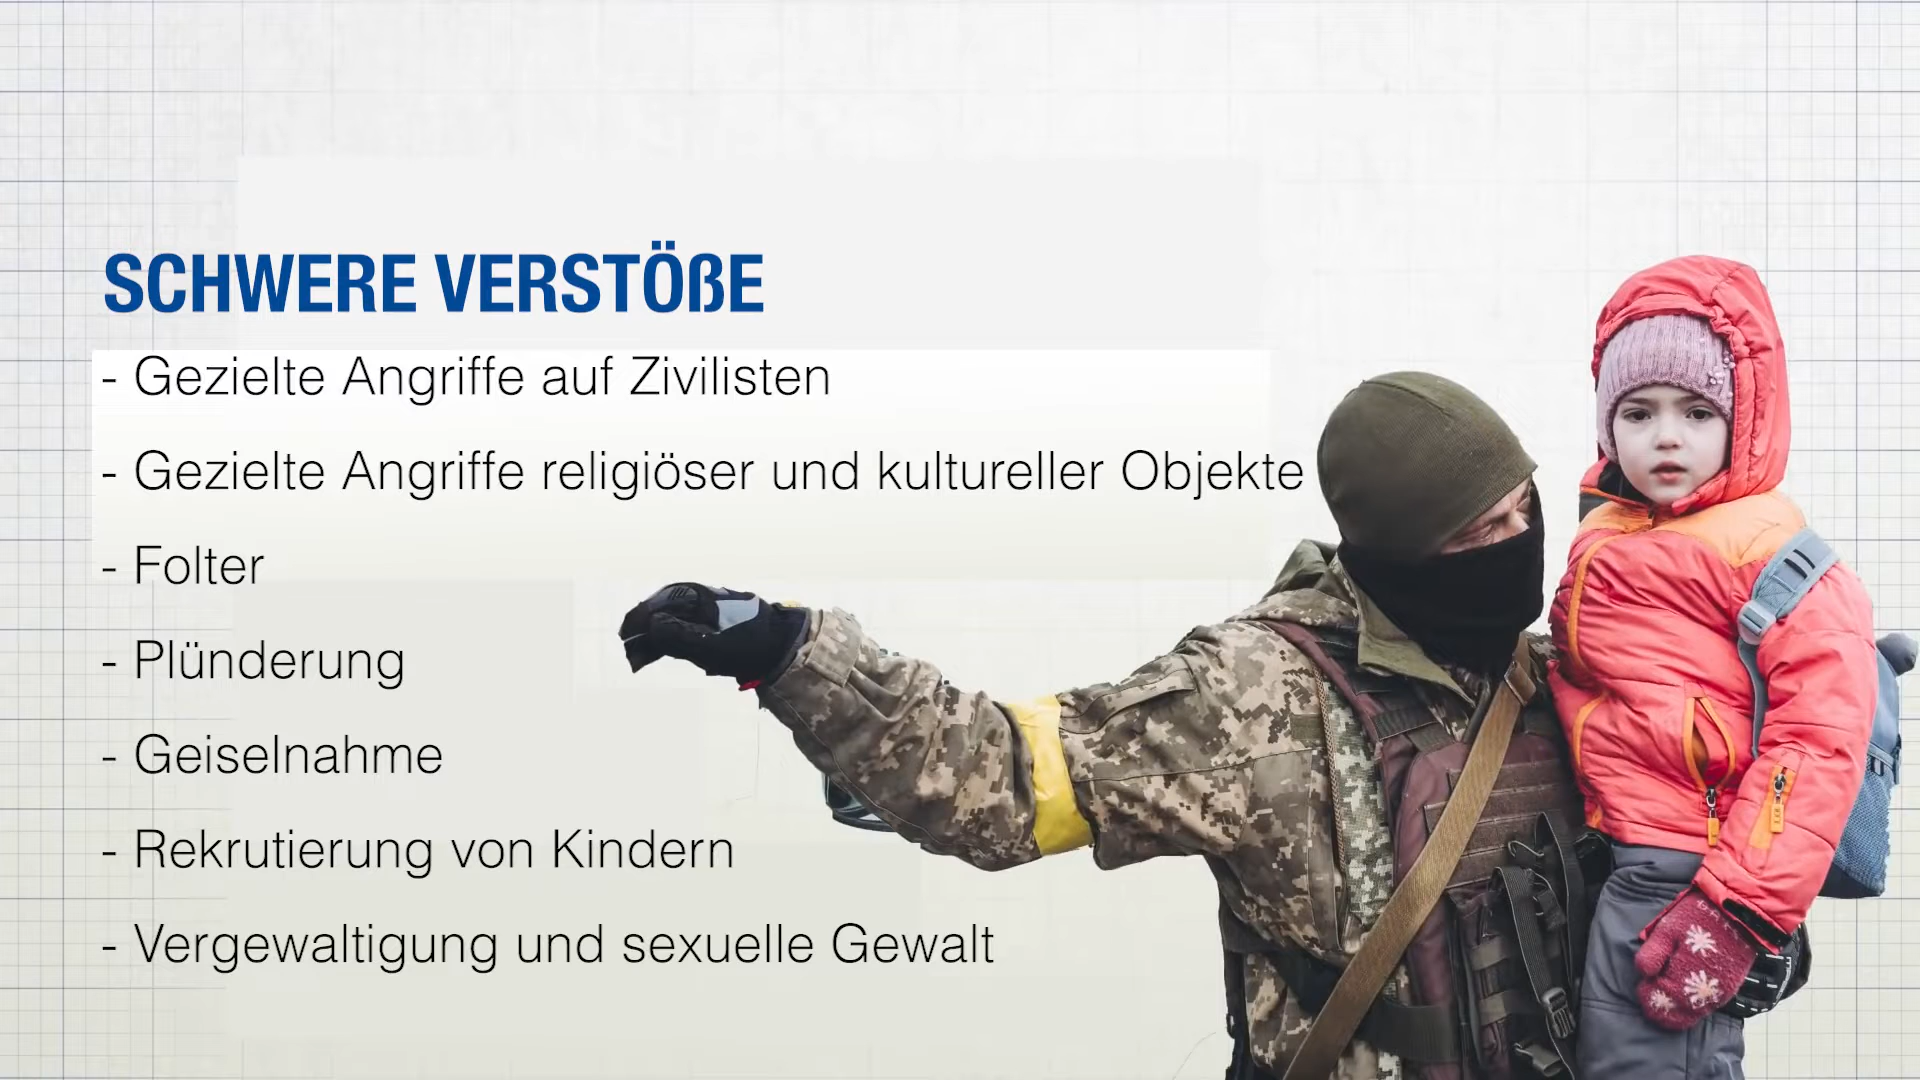 SCHWERE VERSTÖßE
- Gezielte Angriffe auf Zivilisten
- Gezielte Angriffe religiöser und kultureller Objekte
- Folter
- Plünderung
- Geiselnahme
- Rekrutierung von Kindern
- Vergewaltigung und sexuelle Gewalt